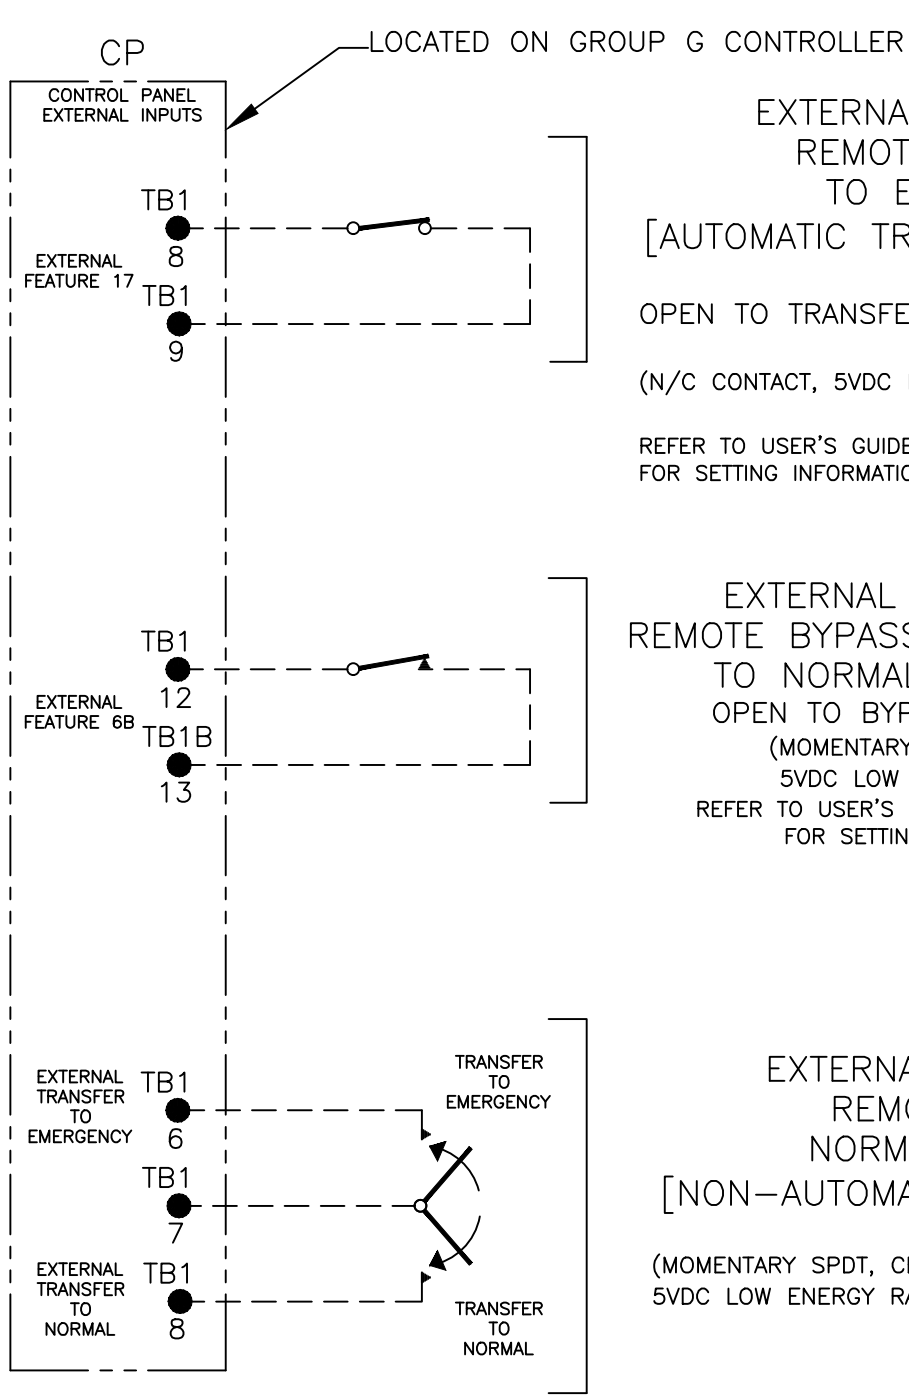 CP
LOCATED ON GROUP G CONTROLLER
CONTROL PANEL
EXTERNAL INPUTS
TB1
8
EXTERNAL
FEATURE 17
TB1
9
REMOT
TO E
[AUTOMATIC TR
OPEN TO TRANSFE
(N/C CONTACT, 5VDC
REFER TO USER'S GUIDE
FOR SETTING INFORMATIO
TB1
12
EXTERNAL
FEATURE 6B
TB1B
13
EXTERNAL
REMOTE BYPASS
TO NORMAL
OPEN TO BYP
(MOMENTARY
5VDC LOW
REFER TO USER'S
FOR SETTIN
EXTERNAL
TRANSFER
TO
EMERGENCY
TB1
6
TB1
7
EXTERNAL
TRANSFER
TO
NORMAL
TB1
8
TRANSFER
TO
EMERGENCY
TRANSFER
TO
NORMAL
EXTERNA
REMO
NORM
[NON-AUTOMA
(MOMENTARY SPDT,
5VDC LOW ENERGY RA